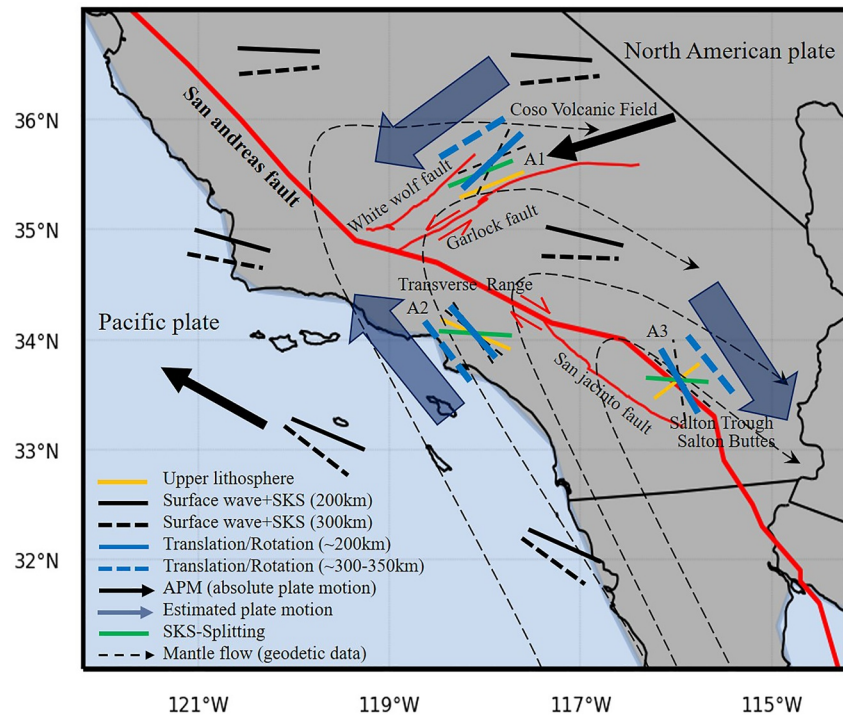 North American plate
36°N
San andreas fault
Coso Volcanic Field
A1
White wolf fault
35°N
Garlock fault
Transverse Range
A2
Pacific plate
34°N
A3
San jacinto fault
Salton Trough
Salton Buttes
33°N
Upper lithosphere
Surface wave+SKS (200km)
Surface wave+SKS (300km)
Translation/Rotation (~200km)
32°N
Translation/Rotation (~300-350km)
APM (absolute plate motion)
Estimated plate motion
SKS-Splitting
Mantle flow (geodetic data)
121°W
119°W
117°W
115°W